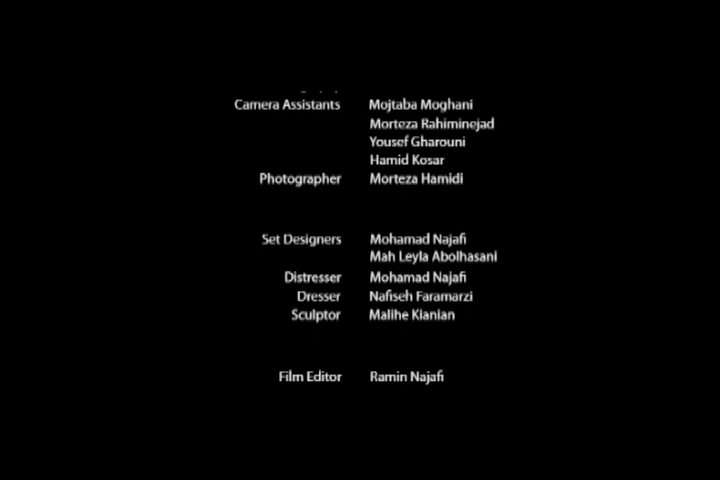 Camera Assistants Mojtaba Moghani
Morteza Rahiminejad
Yousef Gharouni
Hamid Kosar
Photographer Morteza Hamidi
Set Designers Mohamad Najafi
Mah Leyla Abolhasani
Distresser Mohamad Najafi
Dresser Nafiseh Faramarzi
Sculptor Malihe Kianian
Film Editor Ramin Najafi